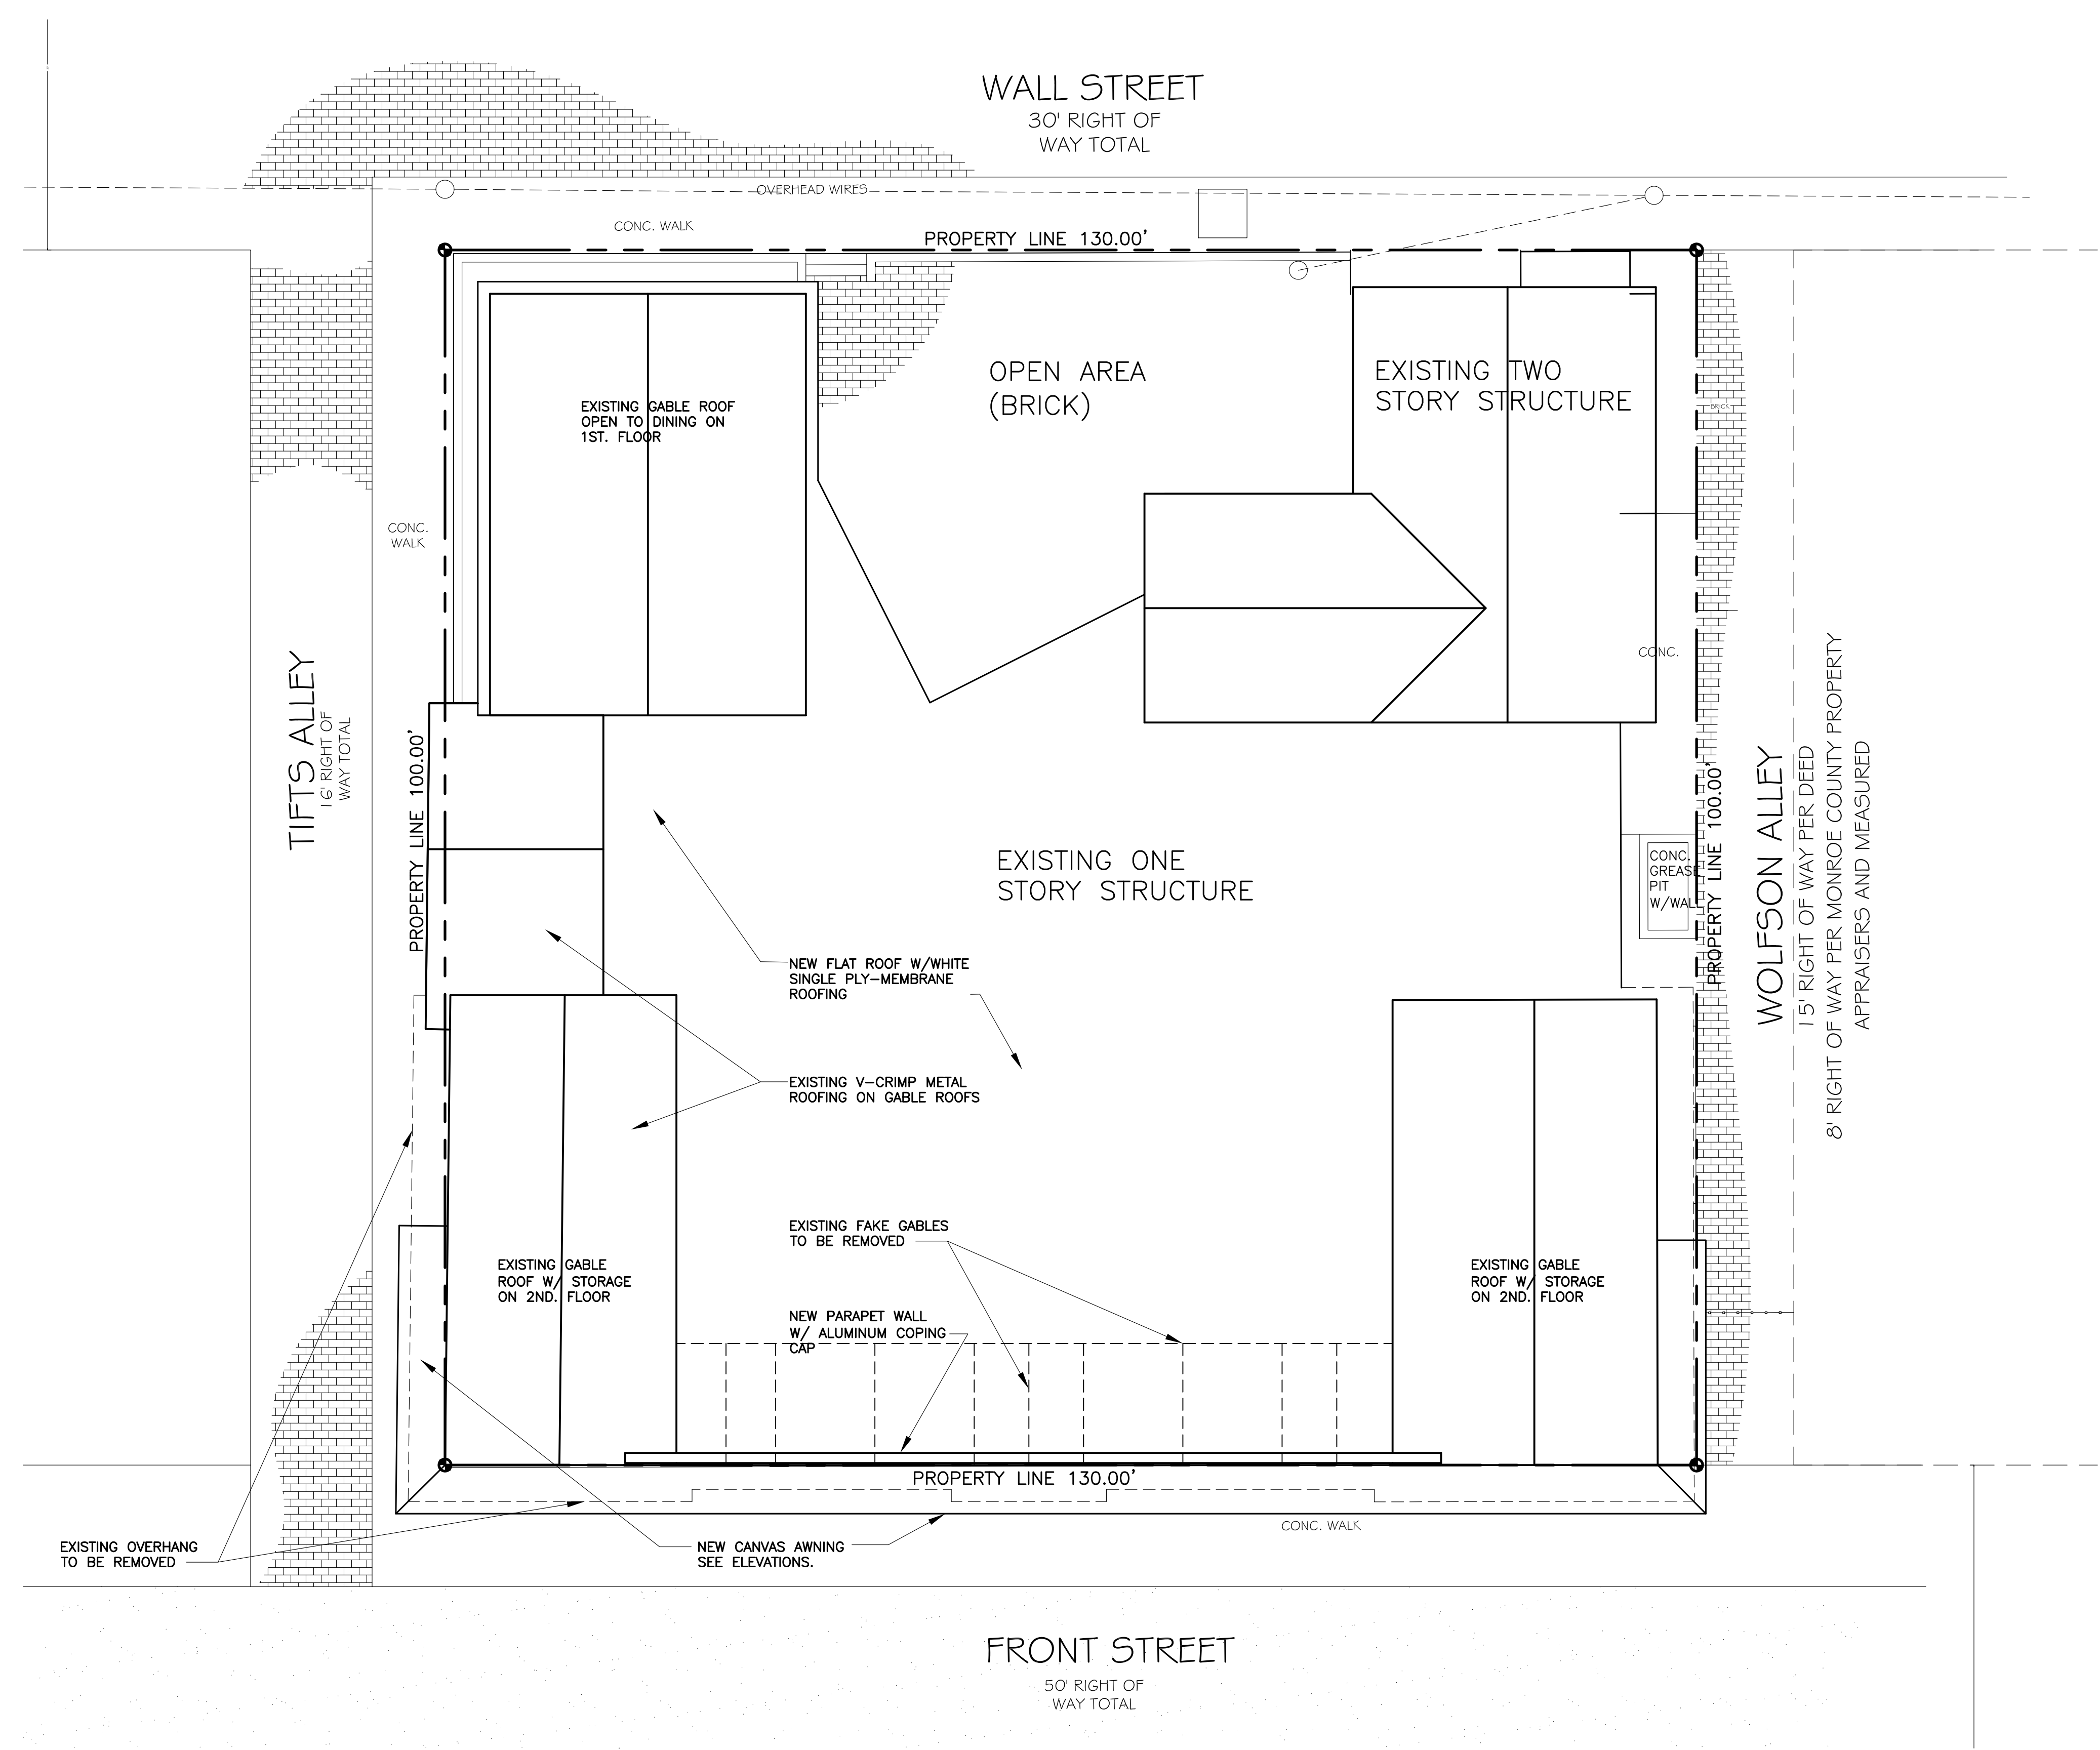 WALL STREET
30' RIGHT OF
WAY TOTAL
OVERHEAD WIRES
CONC. WALK
PROPERTY LINE 130.00'
OPEN AREA
(BRICK)
EXISTING TWO
STORY STRUCTURE
EXISTING GABLE ROOF
OPEN TO DINING ON
1ST. FLOOR
BRICK
CONC.
WALK
CONC.
TIFTS ALLEY
16' RIGHT OF
WAY TOTAL
PROPERTY LINE 100.00'
EXISTING ONE
STORY STRUCTURE
CONC.
GREASE
PIT
W/WALL
PROPERTY LINE 100.00'
WOLFSON ALLEY
15' RIGHT OF WAY PER DEED
8' RIGHT OF WAY PER MONROE COUNTY PROPERTY
APPRAISERS AND MEASURED
NEW FLAT ROOF W/WHITE
SINGLE PLY-MEMBRANE
ROOFING
EXISTING V-CRIMP METAL
ROOFING ON GABLE ROOFS
EXISTING FAKE GABLES
TO BE REMOVED
EXISTING GABLE
ROOF W/ STORAGE
ON 2ND. FLOOR
NEW PARAPET WALL
W/ ALUMINUM COPING
CAP
EXISTING GABLE
ROOF W/ STORAGE
ON 2ND. FLOOR
PROPERTY LINE 130.00'
CONC. WALK
EXISTING OVERHANG
TO BE REMOVED
NEW CANVAS AWNING
SEE ELEVATIONS.
FRONT STREET
50' RIGHT OF
WAY TOTAL